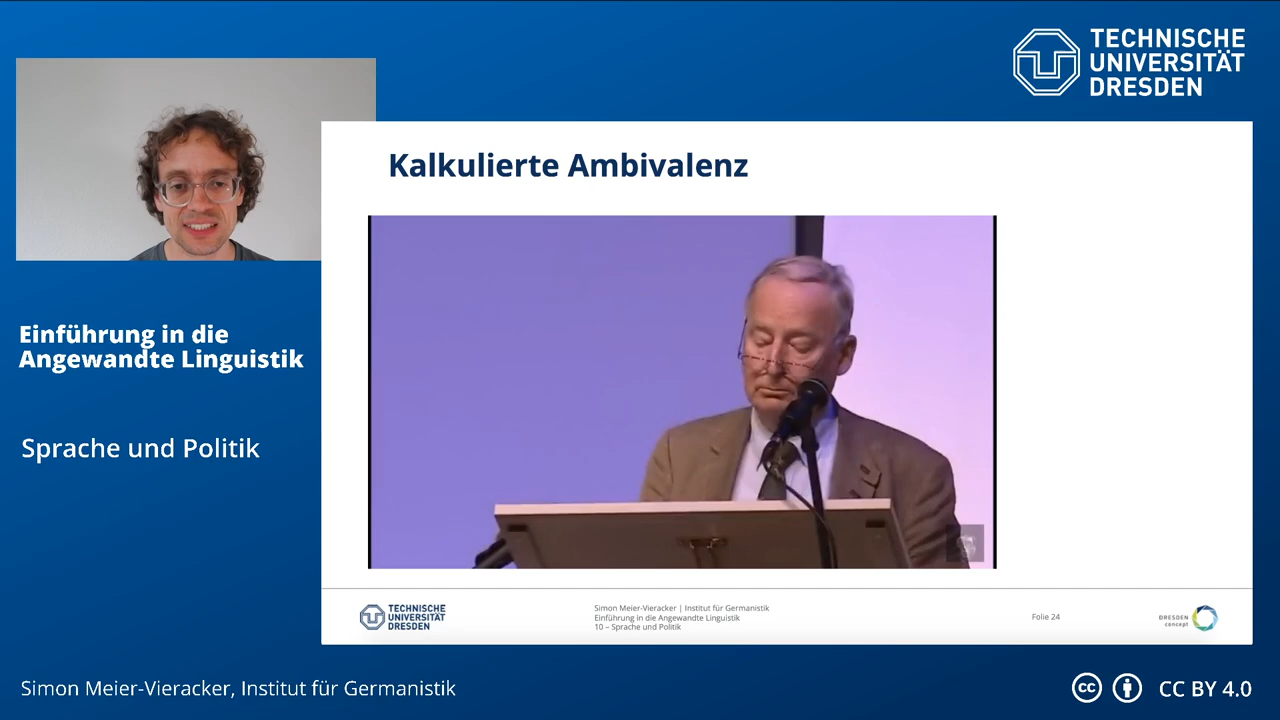 TECHNISCHE
UNIVERSITÄT
DRESDEN
Kalkulierte Ambivalenz
Einführung in die
Angewandte Linguistik
Sprache und Politik
TECHNISCHE
UNIVERSITÄT
DRESDEN
Simon Meier-Vieracker | Institut für Germanistik
Einführung in die Angewandte Linguistik
10 – Sprache und Politik
Folie 24
DRESDEN
concept
Simon Meier-Vieracker, Institut für Germanistik
cc
CC BY 4.0